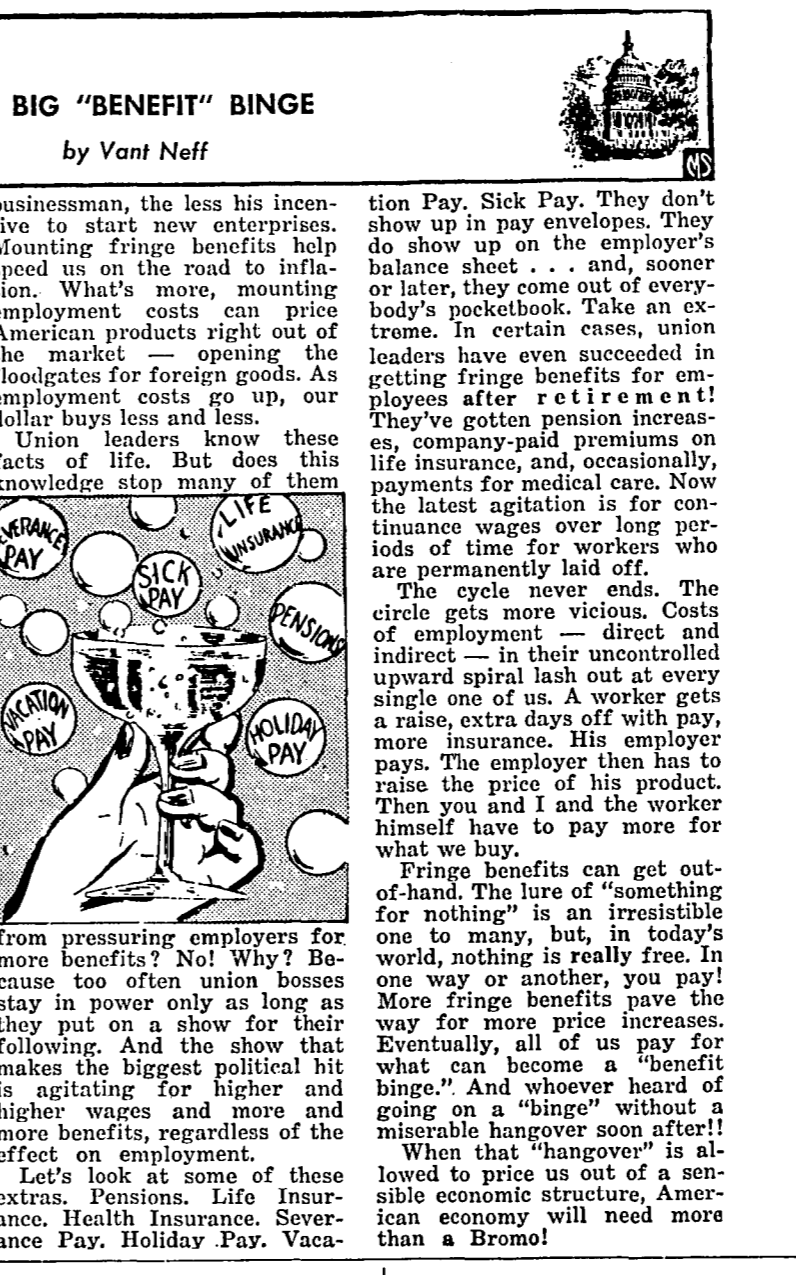 BIG "BENEFIT" BINGE
by Vant Neff
MS
businessman, the less his incen-
ive to start new enterprises.
Mounting fringe benefits help
peed us on the road to infla-
ion. What's more, mounting
employment costs can price
American products right out of
he market — opening the
loodgates for foreign goods. As
employment costs go up, our
dollar buys less and less.
Union leaders know these
facts of life. But does this
knowledge stop many of them
EVERANCE
PAY
LIFE
INSURANCE
SICK
PAY
PENSIONS
VACATION
PAY
HOLIDAY
PAY
from pressuring employers for
more benefits? No! Why? Be-
cause too often union bosses
stay in power only as long as
they put on a show for their
following. And the show that
makes the biggest political hit
is agitating for higher and
higher wages and more and
more benefits, regardless of the
effect on employment.
Let's look at some of these
extras. Pensions. Life Insur-
ance. Health Insurance. Sever-
ance Pay. Holiday Pay. Vaca-
tion Pay. Sick Pay. They don't
show up in pay envelopes. They
do show up on the employer's
balance sheet . . . and, sooner
or later, they come out of every-
body's pocketbook. Take an ex-
treme. In certain cases, union
leaders have even succeeded in
getting fringe benefits for em-
ployees after retirement!
They've gotten pension increas-
es, company-paid premiums on
life insurance, and, occasionally,
payments for medical care. Now
the latest agitation is for con-
tinuance wages over long per-
iods of time for workers who
are permanently laid off.
The cycle never ends. The
circle gets more vicious. Costs
of employment — direct and
indirect — in their uncontrolled
upward spiral lash out at every
single one of us. A worker gets
a raise, extra days off with pay,
more insurance. His employer
pays. The employer then has to
raise the price of his product.
Then you and I and the worker
himself have to pay more for
what we buy.
Fringe benefits can get out-
of-hand. The lure of "something
for nothing" is an irresistible
one to many, but, in today's
world, nothing is really free. In
one way or another, you pay!
More fringe benefits pave the
way for more price increases.
Eventually, all of us pay for
what can become a "benefit
binge." And whoever heard of
going on a "binge" without a
miserable hangover soon after!!
When that "hangover" is al-
lowed to price us out of a sen-
sible economic structure, Amer-
ican economy will need more
than a Bromo!